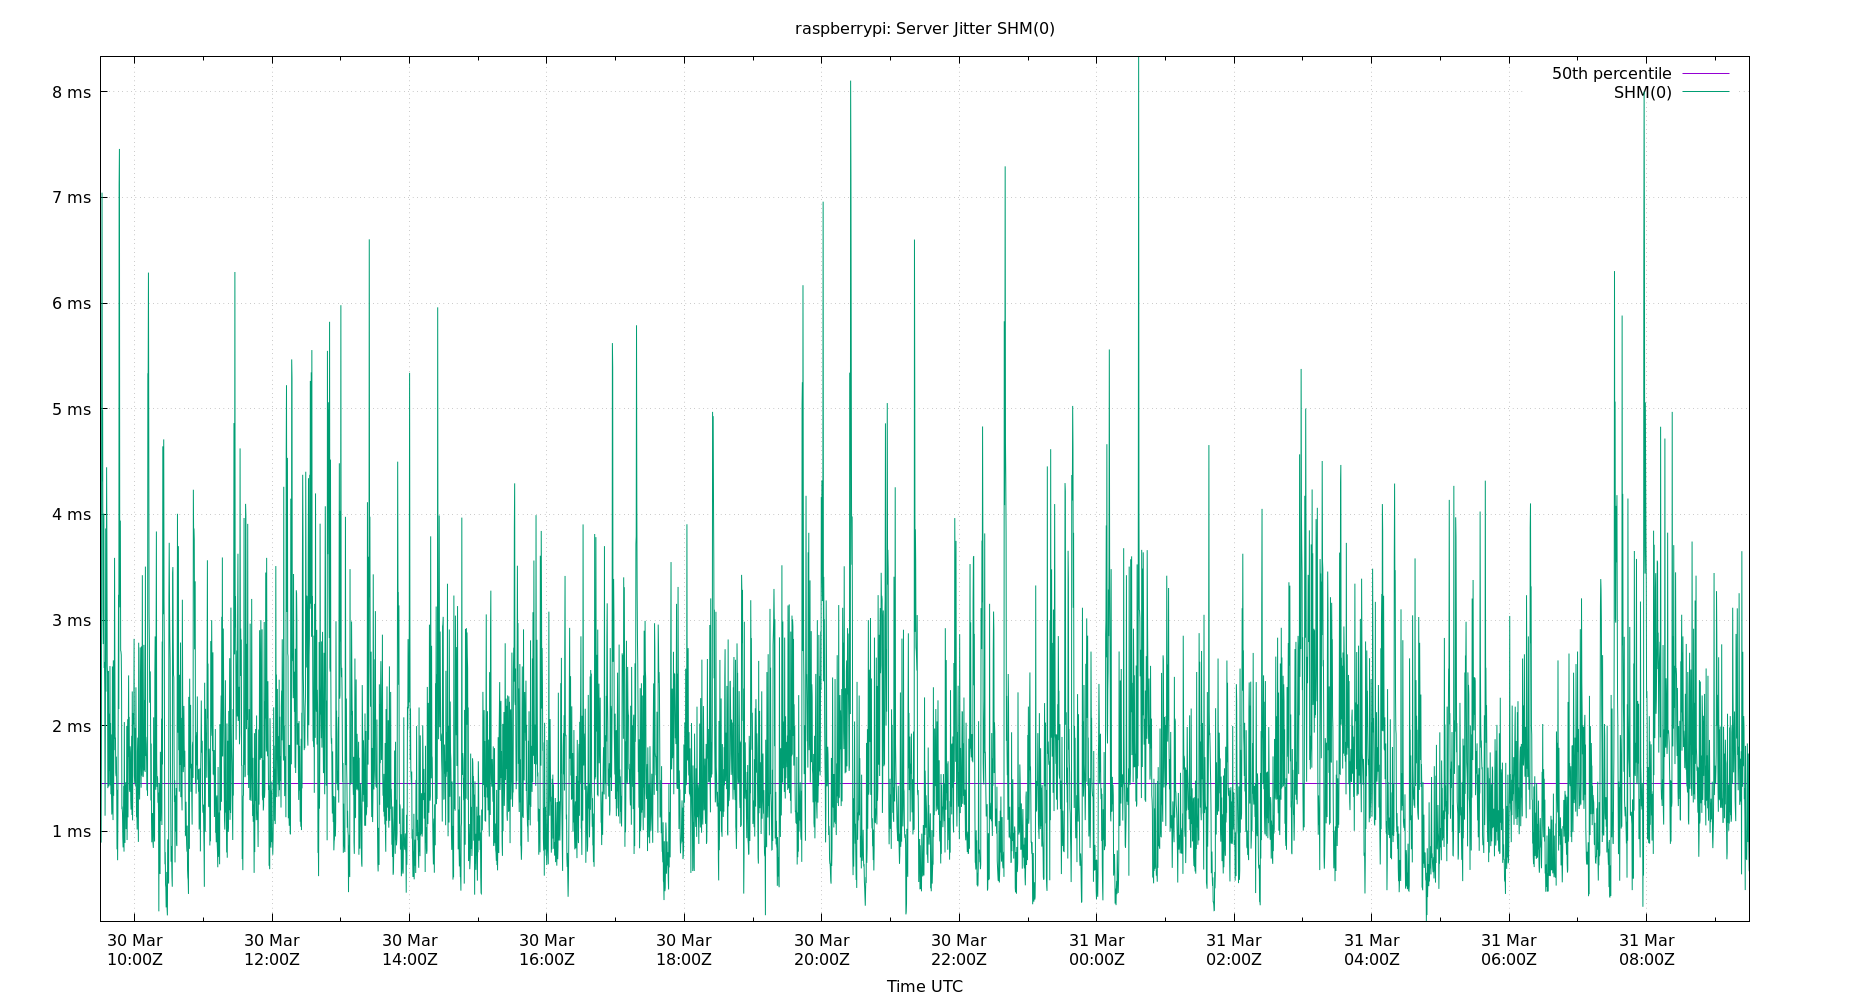 raspberrypi: Server Jitter SHM(0)
50th percentile
SHM(0)
8 ms
7 ms
6 ms
5 ms
4 ms
3 ms
2 ms
1 ms
30 Mar 30 Mar 30 Mar 30 Mar 30 Mar 30 Mar 30 Mar 31 Mar 31 Mar 31 Mar 31 Mar 31 Mar
10:00Z 12:00Z 14:00Z 16:00Z 18:00Z 20:00Z 22:00Z 00:00Z 02:00Z 04:00Z 06:00Z 08:00Z
Time UTC